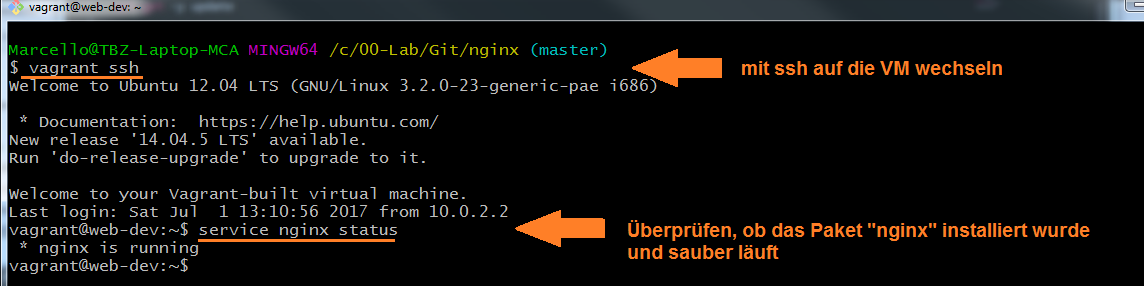 vagrant@web-dev: ~
Marcello@TBZ-Laptop-MCA MINGW64 /c/00-Lab/Git/nginx (master)
$ vagrant ssh
mit ssh auf die VM wechseln
Welcome to Ubuntu 12.04 LTS (GNU/Linux 3.2.0-23-generic-pae i686)
* Documentation:  https://help.ubuntu.com/
New release '14.04.5 LTS' available.
Run 'do-release-upgrade' to upgrade to it.
Welcome to your Vagrant-built virtual machine.
Last login: Sat Jul  1 13:10:56 2017 from 10.0.2.2
vagrant@web-dev:~$ service nginx status
* nginx is running
vagrant@web-dev:~$
Überprüfen, ob das Paket "nginx" installiert wurde
und sauber läuft